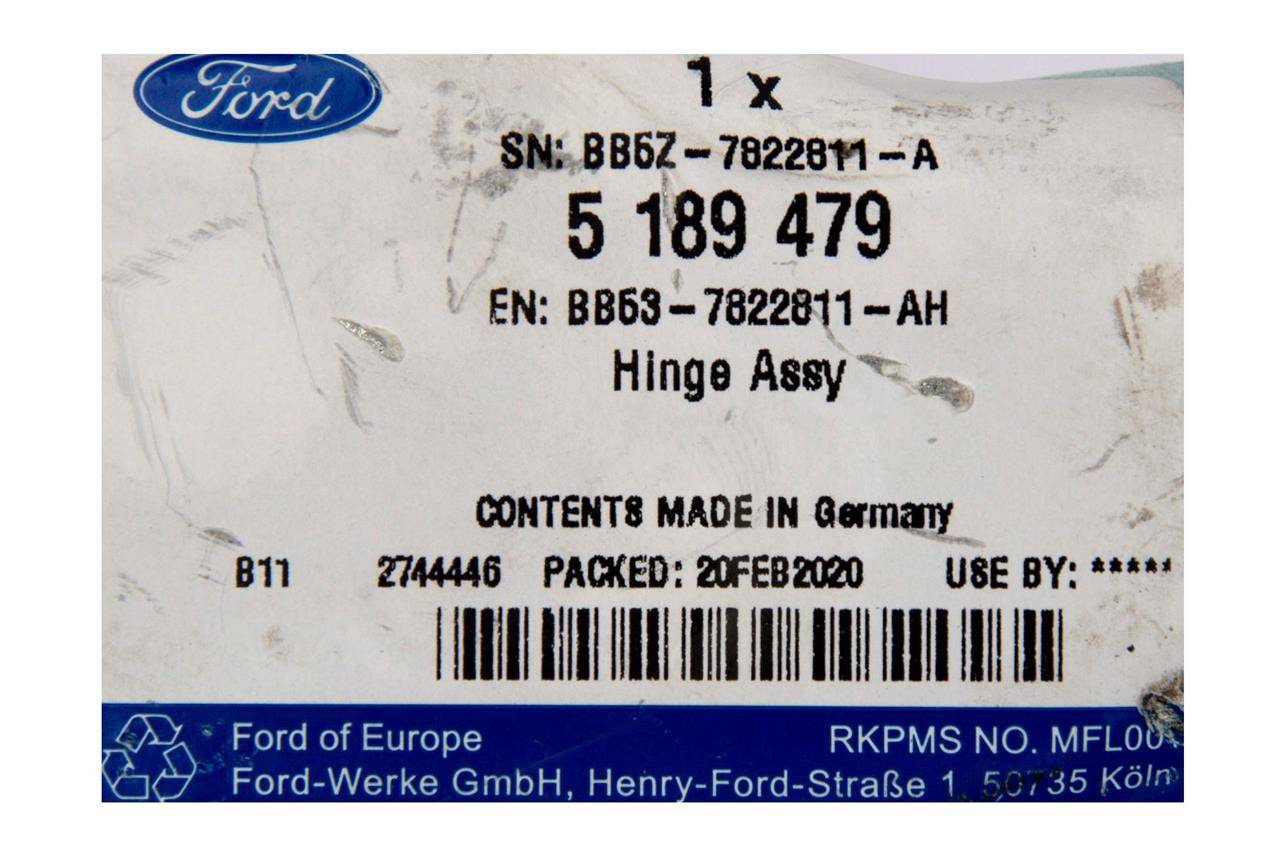 Ford
1 x
SN: BB5Z-7822811-A
5 189 479
EN: BB53-7822811-AH
Hinge Assy
CONTENTS MADE IN Germany
B11 2744446 PACKED: 20FEB2020 USE BY: *****
Ford of Europe RKPMS NO.
Ford-Werke GmbH, Henry-Ford-Straße 1, 50735 Köln